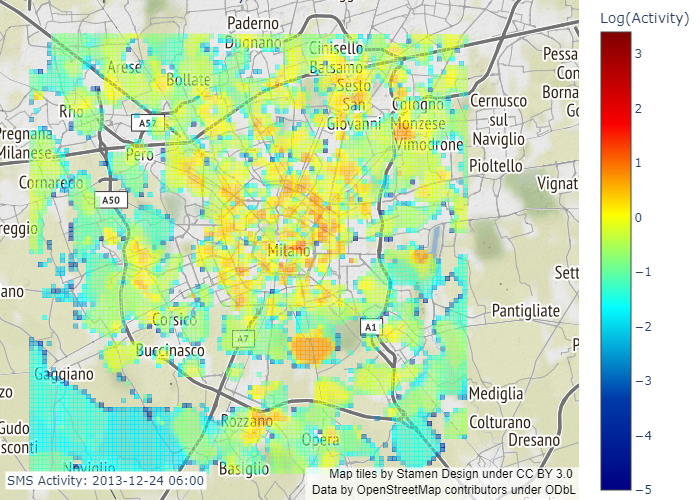 Log(Activity)
3
2
1
0
−1
−2
−3
−4
−5
Paderno
Dugnano
Cinisello
Balsamo
Arese
Bollate
Sesto
San
Giovanni
Cologno
Monzese
Cernusco
sul
Naviglio
Rho
A52
Pero
Vimodrone
Pioltello
Pregnana
Milanese
Cornaredo
A50
Vignat
reggio
Milano
Sett
ano
Pantigliate
Corsico
A7
A1
Buccinasco
Gaggiano
Mediglia
Rozzano
Opera
Colturano
Dresano
Gudo
sconti
Naviglio
Basiglio
Pessa
Con
Borna
Go
zo
P
SMS Activity: 2013-12-24 06:00
Map tiles by Stamen Design under CC BY 3.0
Data by OpenStreetMap contributors under ODbL